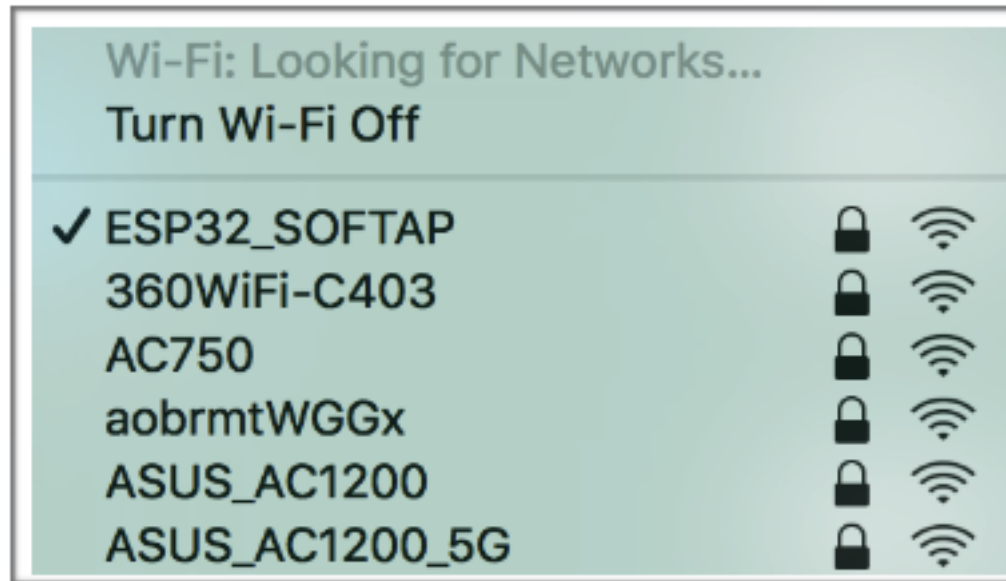 Wi-Fi: Looking for Networks...
Turn Wi-Fi Off
ESP32_SOFTAP
360WiFi-C403
AC750
aobrmtWGGx
ASUS_AC1200
ASUS_AC1200_5G